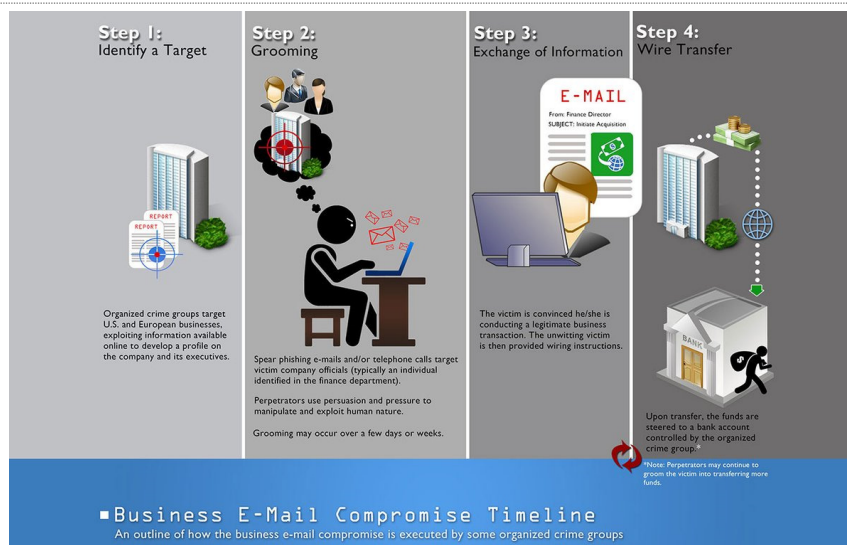 Step 1:
Identify a Target
REPORT
REPORT
Organized crime groups target
U.S. and European businesses,
exploiting information available
online to develop a profile on
the company and its executives.
Step 2:
Grooming
Spear phishing e-mails and/or telephone calls target
victim company officials (typically an individual
identified in the finance department).
Perpetrators use persuasion and pressure to
manipulate and exploit human nature.
Grooming may occur over a few days or weeks.
Step 3:
Exchange of Information
E-MAIL
From: Finance Director
SUBJECT: Initiate Acquisition
The victim is convinced he/she is
conducting a legitimate business
transaction. The unwitting victim
is then provided wiring instructions.
Step 4:
Wire Transfer
BANK
$
Upon transfer, the funds are
steered to a bank account
controlled by the organized
crime group.*
*Note: Perpetrators may continue to
groom the victim into transferring more
funds.
Business E-Mail Compromise Timeline
An outline of how the business e-mail compromise is executed by some organized crime groups